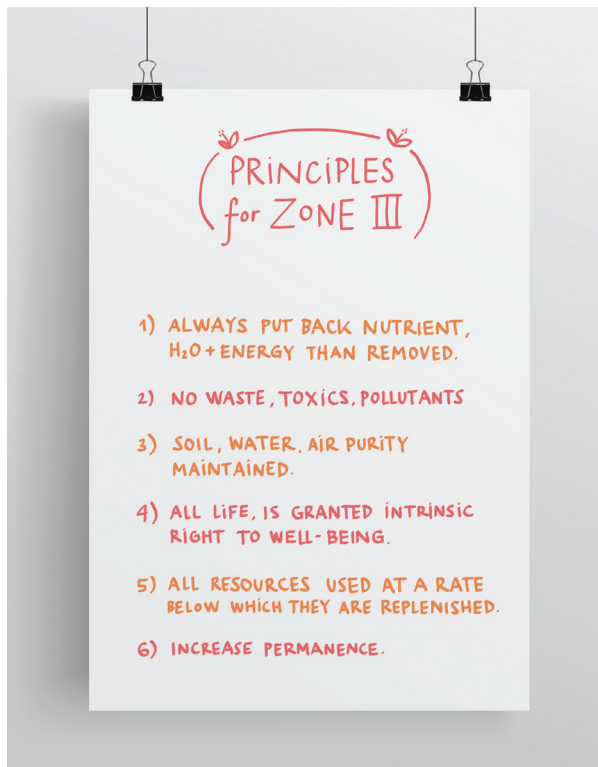 PRINCIPLES
for ZONE III
1) ALWAYS PUT BACK NUTRIENT,
H₂O + ENERGY THAN REMOVED.
2) NO WASTE, TOXICS, POLLUTANTS
3) SOIL, WATER, AIR PURITY
MAINTAINED.
4) ALL LIFE, IS GRANTED INTRINSIC
RIGHT TO WELL-BEING.
5) ALL RESOURCES USED AT A RATE
BELOW WHICH THEY ARE REPLENISHED.
6) INCREASE PERMANENCE.